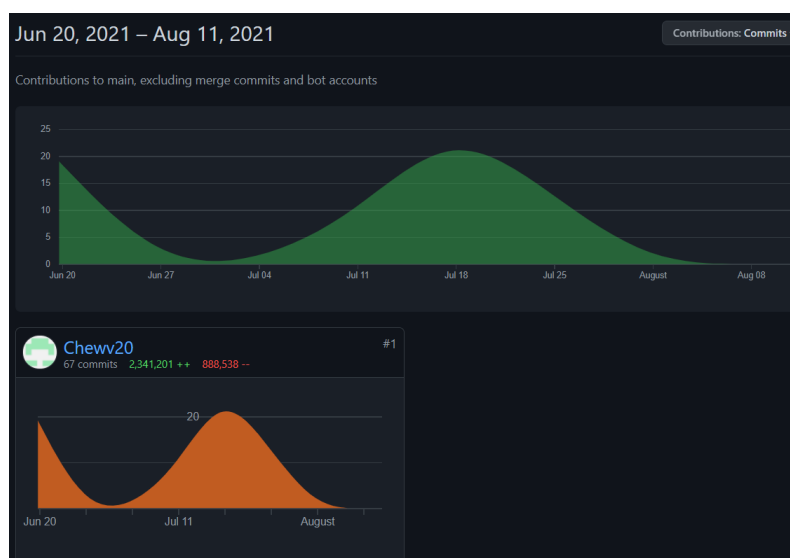 Jun 20, 2021 – Aug 11, 2021
Contributions: Commits
Contributions to main, excluding merge commits and bot accounts
25
20
15
10
5
0
Jun 20 Jun 27 Jul 04 Jul 11 Jul 18 Jul 25 August Aug 08
Chewv20 #1
67 commits 2,341,201 ++ 888,538 --
20
Jun 20 Jul 11 August